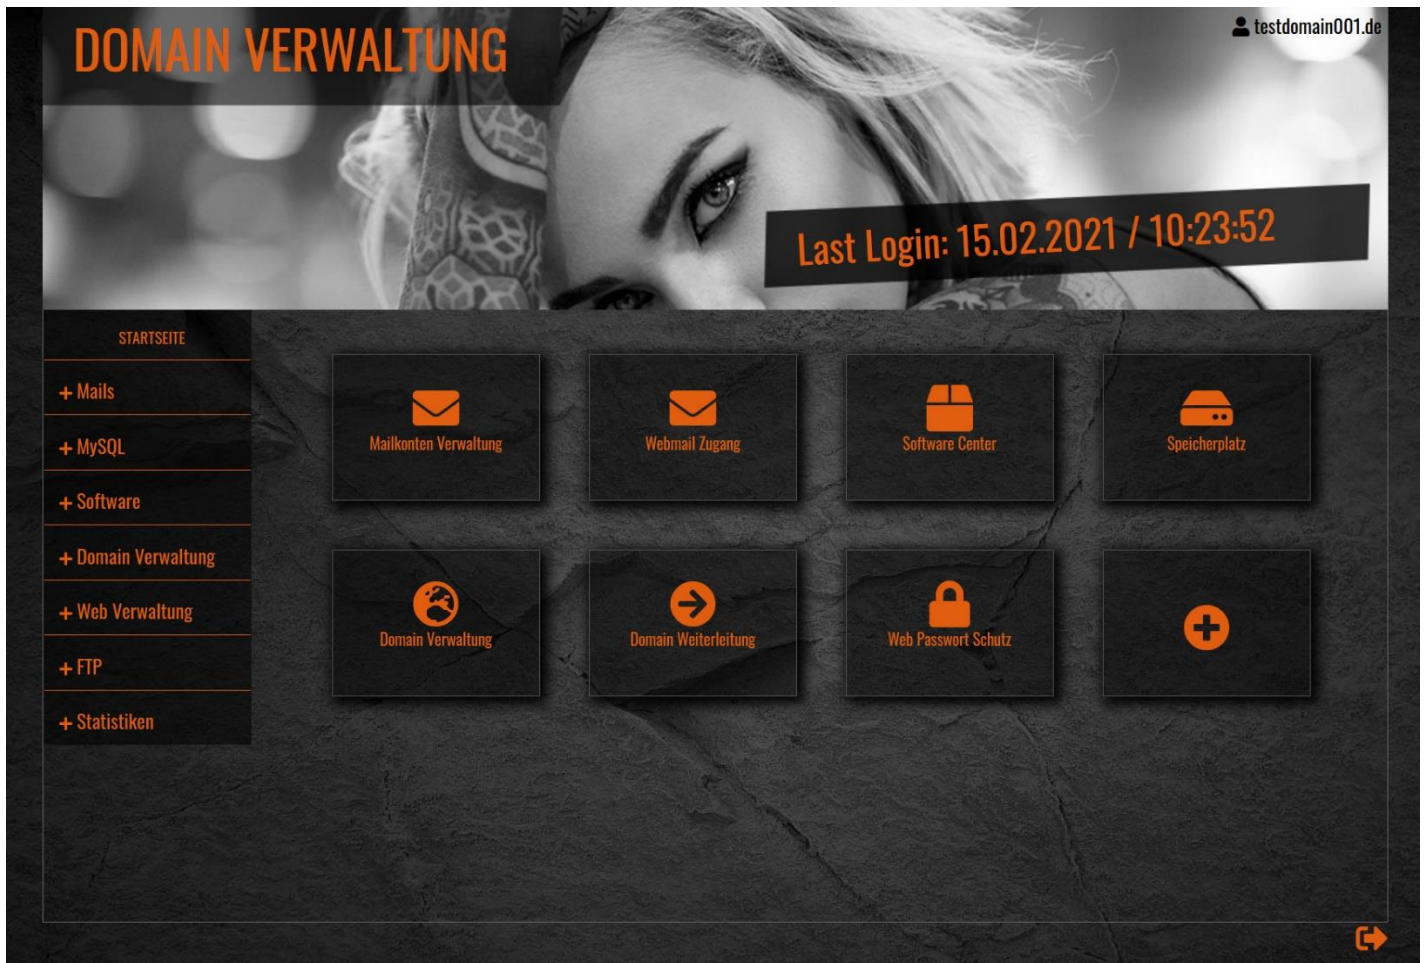 DOMAIN VERWALTUNG
testdomain001.de
Last Login: 15.02.2021 / 10:23:52
STARTSEITE
+ Mails
+ MySQL
+ Software
+ Domain Verwaltung
+ Web Verwaltung
+ FTP
+ Statistiken
Mailkonten Verwaltung
Webmail Zugang
Software Center
Speicherplatz
Domain Verwaltung
Domain Weiterleitung
Web Passwort Schutz